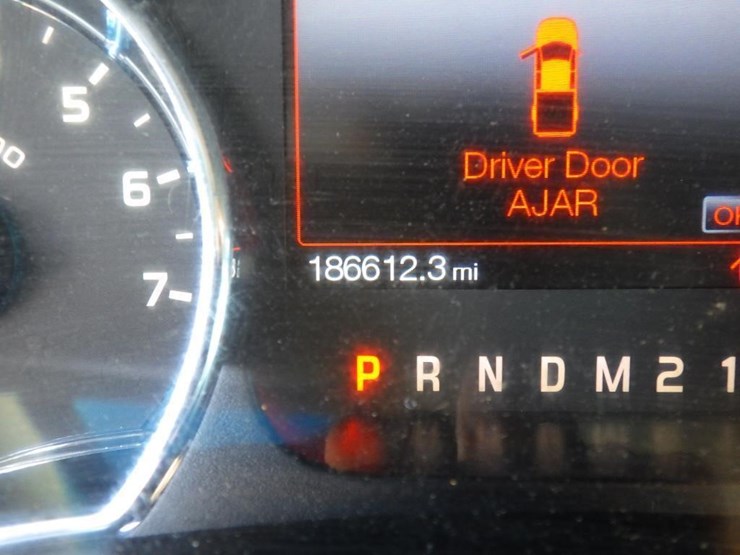 5
6
7
Driver Door
AJAR
186612.3 mi
P R N D M 2 1